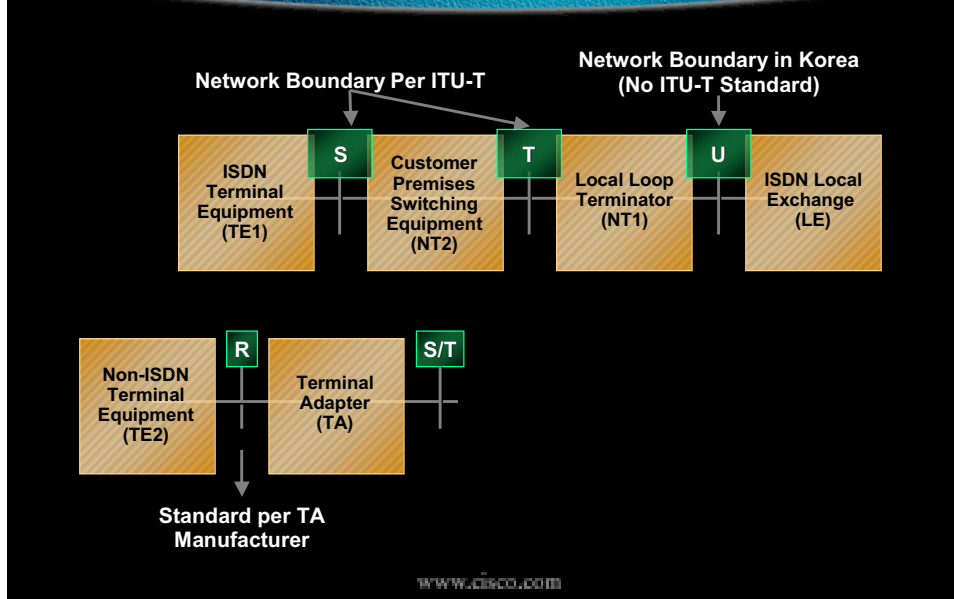 Network Boundary Per ITU-T
Network Boundary in Korea
(No ITU-T Standard)
S
T
U
ISDN
Terminal
Equipment
(TE1)
Customer
Premises
Switching
Equipment
(NT2)
Local Loop
Terminator
(NT1)
ISDN Local
Exchange
(LE)
R
S/T
Non-ISDN
Terminal
Equipment
(TE2)
Terminal
Adapter
(TA)
Standard per TA
Manufacturer
www.cisco.com